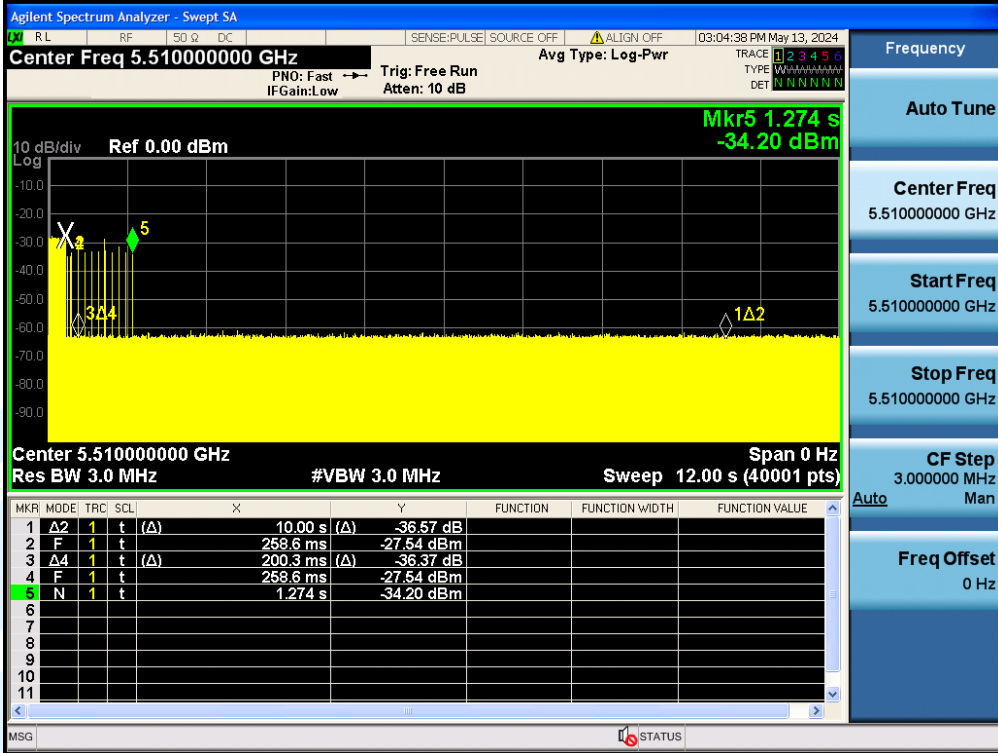 Agilent Spectrum Analyzer - Swept SA
LXI RL RF 50 Ω DC SENSE:PULSE SOURCE OFF ALIGN OFF 03:04:38 PM May 13, 2024
Center Freq 5.510000000 GHz Avg Type: Log-Pwr TRACE 1 2 3 4 5 6
PNO: Fast Trig: Free Run TYPE WWWWWW
IFGain:Low Atten: 10 dB DET N N N N N N
Mkr5 1.274 s
10 dB/div Ref 0.00 dBm -34.20 dBm
Log
-10.0
-20.0
5
-30.0
-40.0
-50.0
3Δ4 1Δ2
-60.0
-70.0
-80.0
-90.0
Center 5.510000000 GHz Span 0 Hz
Res BW 3.0 MHz #VBW 3.0 MHz Sweep 12.00 s (40001 pts)
MKR MODE TRC SCL X Y FUNCTION FUNCTION WIDTH FUNCTION VALUE
1 Δ2 1 t (Δ) 10.00 s (Δ) -36.57 dB
2 F 1 t 258.6 ms -27.54 dBm
3 Δ4 1 t (Δ) 200.3 ms (Δ) -36.37 dB
4 F 1 t 258.6 ms -27.54 dBm
5 N 1 t 1.274 s -34.20 dBm
6
7
8
9
10
11
MSG STATUS
Frequency
Auto Tune
Center Freq
5.510000000 GHz
Start Freq
5.510000000 GHz
Stop Freq
5.510000000 GHz
CF Step
3.000000 MHz
Auto Man
Freq Offset
0 Hz